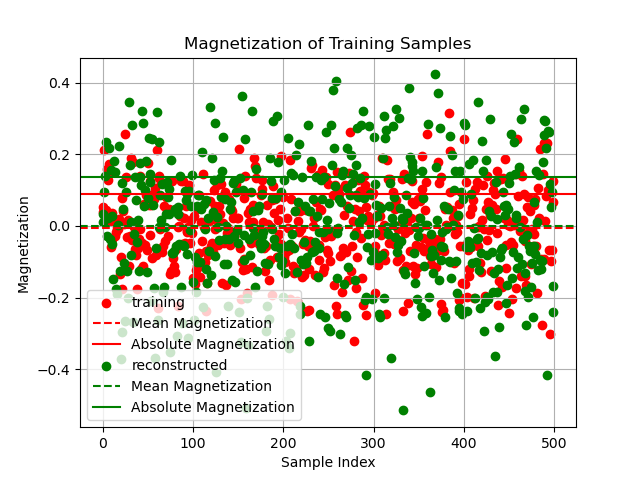 Magnetization of Training Samples
0.4
0.2
0.0
−0.2
−0.4
Magnetization
training
Mean Magnetization
Absolute Magnetization
reconstructed
Mean Magnetization
Absolute Magnetization
0 100 200 300 400 500
Sample Index